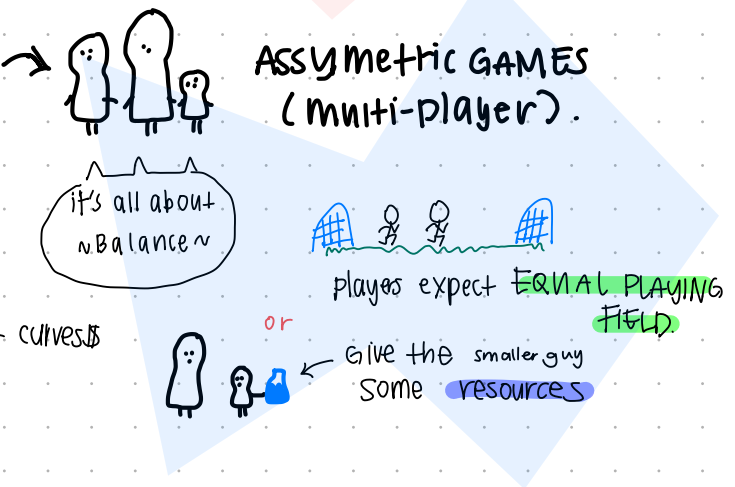 ASSymetric GAMES
(multi-player).
it's all about
~Balance~
players expect EQUAL PLAYING
FIELD.
or
Give the smaller guy
some resources